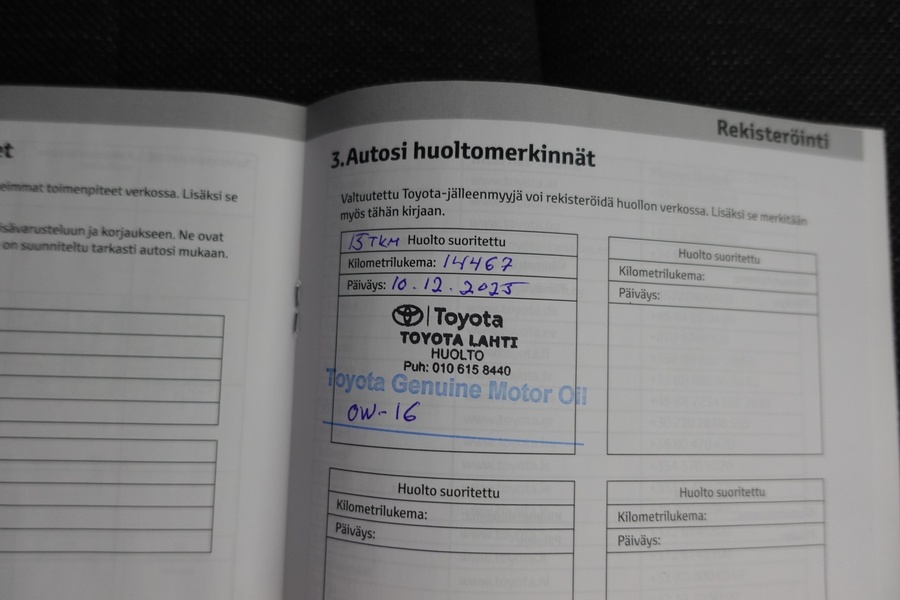 et
eimmat toimenpiteet verkossa. Lisäksi se
isävarusteluun ja korjaukseen. Ne ovat
on suunniteltu tarkasti autosi mukaan.
Rekisteröinti
3.Autosi huoltomerkinnät
Valtuutettu Toyota-jälleenmyyjä voi rekisteröidä huollon verkossa. Lisäksi se merkitään
myös tähän kirjaan.
15TKM Huolto suoritettu
Kilometrilukema: 14467
Päiväys: 10.12.2025
Toyota
TOYOTA LAHTI
HUOLTO
Puh: 010 615 8440
Toyota Genuine Motor Oil
OW-16
Huolto suoritettu
Kilometrilukema:
Päiväys:
Huolto suoritettu
Kilometrilukema:
Päiväys:
Huolto suoritettu
Kilometrilukema:
Päiväys: